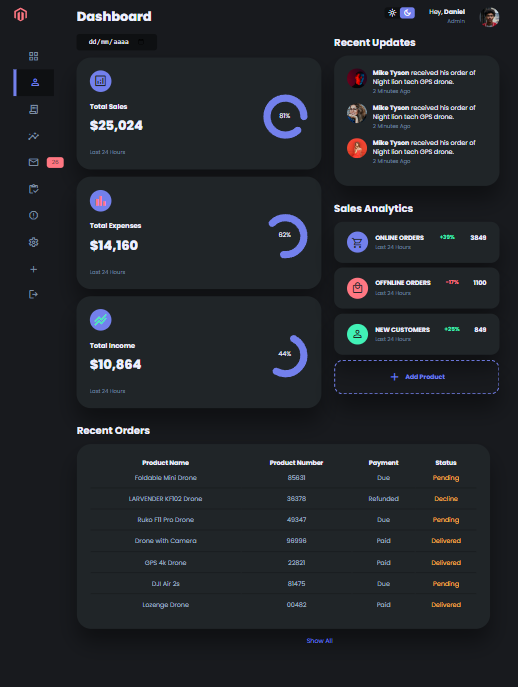 Dashboard
Hey, Daniel
Admin
dd/mm/aaaa
26
Total Sales
$25,024
81%
Last 24 Hours
Total Expenses
$14,160
62%
Last 24 Hours
Total Income
$10,864
44%
Last 24 Hours
Recent Updates
Mike Tyson received his order of
Night lion tech GPS drone.
2 Minutes Ago
Mike Tyson received his order of
Night lion tech GPS drone.
2 Minutes Ago
Mike Tyson received his order of
Night lion tech GPS drone.
2 Minutes Ago
Sales Analytics
ONLINE ORDERS +39% 3849
Last 24 Hours
OFFNLINE ORDERS -17% 1100
Last 24 Hours
NEW CUSTOMERS +25% 849
Last 24 Hours
+ Add Product
Recent Orders
Product Name Product Number Payment Status
Foldable Mini Drone 85631 Due Pending
LARVENDER KF102 Drone 36378 Refunded Decline
Ruko F11 Pro Drone 49347 Due Pending
Drone with Camera 96996 Paid Delivered
GPS 4k Drone 22821 Paid Delivered
DJI Air 2s 81475 Due Pending
Lozenge Drone 00482 Paid Delivered
Show All